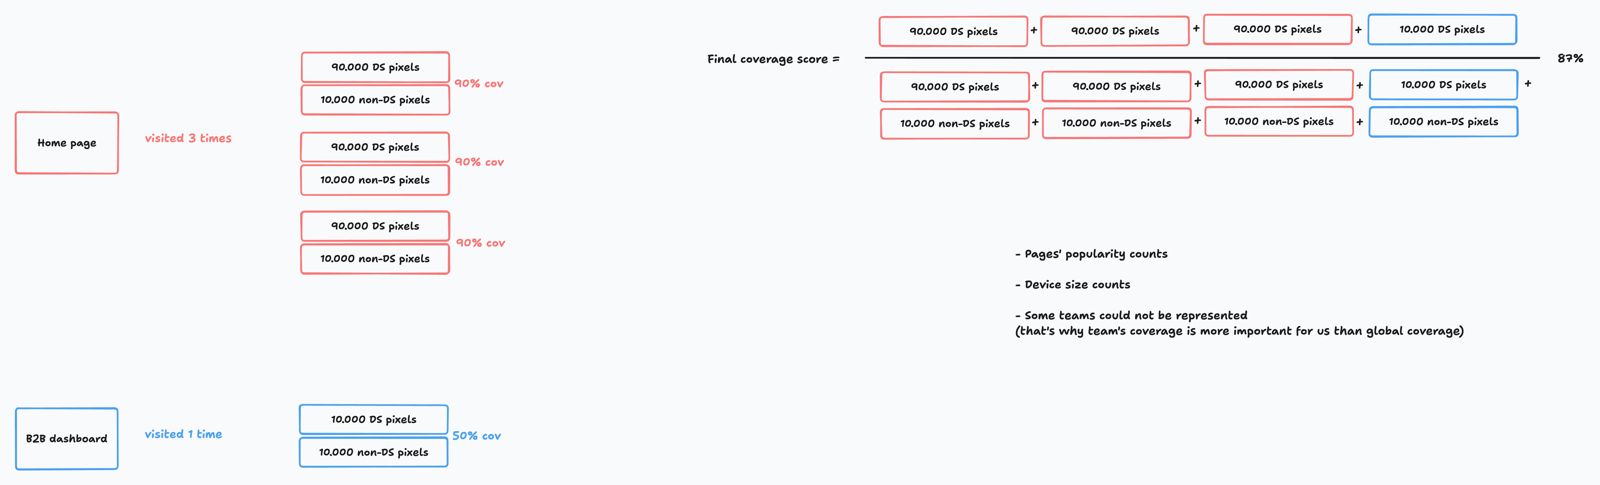 Home page
visited 3 times
90.000 DS pixels
10.000 non-DS pixels
90% cov
90.000 DS pixels
10.000 non-DS pixels
90% cov
90.000 DS pixels
10.000 non-DS pixels
90% cov
B2B dashboard
visited 1 time
10.000 DS pixels
10.000 non-DS pixels
50% cov
90.000 DS pixels + 90.000 DS pixels + 90.000 DS pixels + 10.000 DS pixels
Final coverage score = 87%
90.000 DS pixels + 90.000 DS pixels + 90.000 DS pixels + 10.000 DS pixels +
10.000 non-DS pixels + 10.000 non-DS pixels + 10.000 non-DS pixels + 10.000 non-DS pixels
- Pages' popularity counts
- Device size counts
- Some teams could not be represented
(that's why team's coverage is more important for us than global coverage)